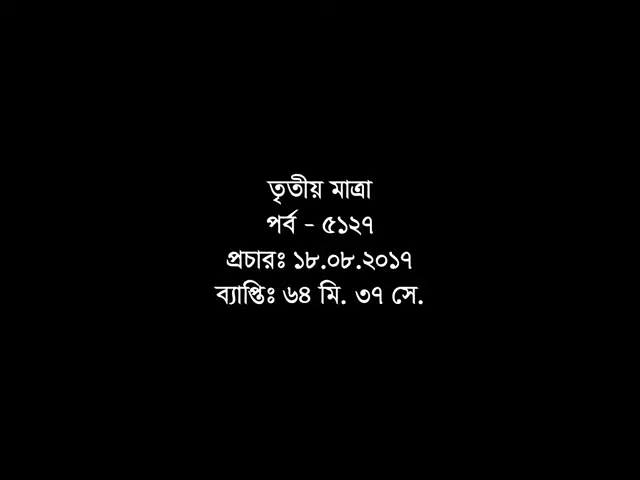 তৃতীয় মাত্রা
পর্ব - ৫১২৭
প্রচারঃ ১৮.০৮.২০১৭
ব্যাপ্তিঃ ৬৪ মি. ৩৭ সে.